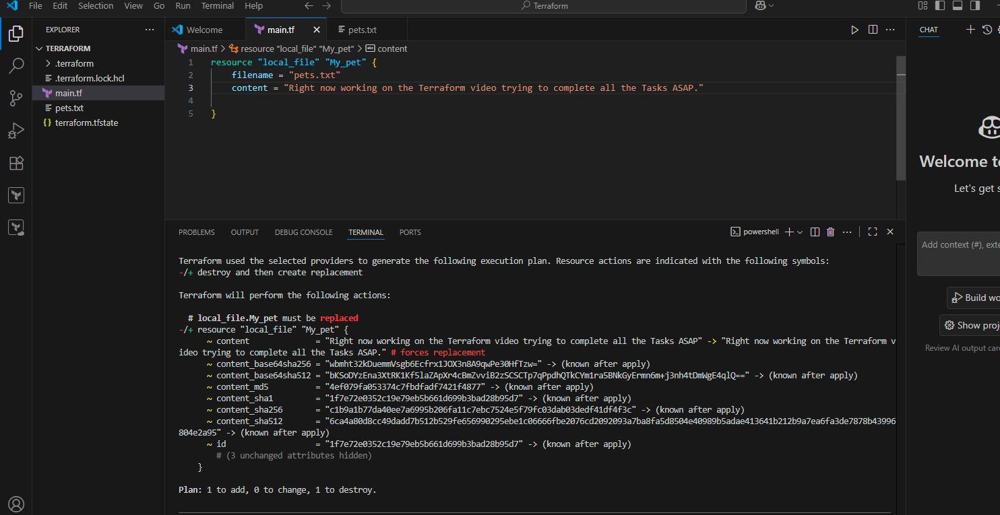 File Edit Selection View Go Run Terminal Help
Terraform
EXPLORER
TERRAFORM
.terraform
.terraform.lock.hcl
main.tf
pets.txt
terraform.tfstate
Welcome main.tf pets.txt
main.tf > resource "local_file" "My_pet" > content
1 resource "local_file" "My_pet" {
2 filename = "pets.txt"
3 content = "Right now working on the Terraform video trying to complete all the Tasks ASAP."
4
5 }
PROBLEMS OUTPUT DEBUG CONSOLE TERMINAL PORTS
powershell
Terraform used the selected providers to generate the following execution plan. Resource actions are indicated with the following symbols:
-/+ destroy and then create replacement
Terraform will perform the following actions:
# local_file.My_pet must be replaced
-/+ resource "local_file" "My_pet" {
~ content = "Right now working on the Terraform video trying to complete all the Tasks ASAP" -> "Right now working on the Terraform v
ideo trying to complete all the Tasks ASAP." # forces replacement
~ content_base64sha256 = "wbmht32kDuemmVsgb6Ecfrx1JOX3n8A9qwPe30HfTzw=" -> (known after apply)
~ content_base64sha512 = "bKSoDYzEna3XtRK1Kf5laZApXr4cBmZvviB2zSCSCTp7qPpdhQTkCYm1ra5BNkGyErmn6m+j3nh4tDmWgE4qlQ==" -> (known after apply)
~ content_md5 = "4ef079fa053374c7fbdfadf7421f4877" -> (known after apply)
~ content_sha1 = "1f7e72e0352c19e79eb5b661d699b3bad28b95d7" -> (known after apply)
~ content_sha256 = "c1b9a1b77da40ee7a6995b206fa11c7ebc7524e5f79fc03dab03dedf41df4f3c" -> (known after apply)
~ content_sha512 = "6ca4a80d8cc49dadd7b512b529fe656990295ebe1c06666fbe2076cd2092093a7ba8fa5d8504e40989b5adae413641b212b9a7ea6fa3de7878b43996
804e2a95" -> (known after apply)
~ id = "1f7e72e0352c19e79eb5b661d699b3bad28b95d7" -> (known after apply)
# (3 unchanged attributes hidden)
}
Plan: 1 to add, 0 to change, 1 to destroy.
CHAT
Welcome t
Let's get s
Add context (#), exte
Build wo
Show proj
Review AI output care